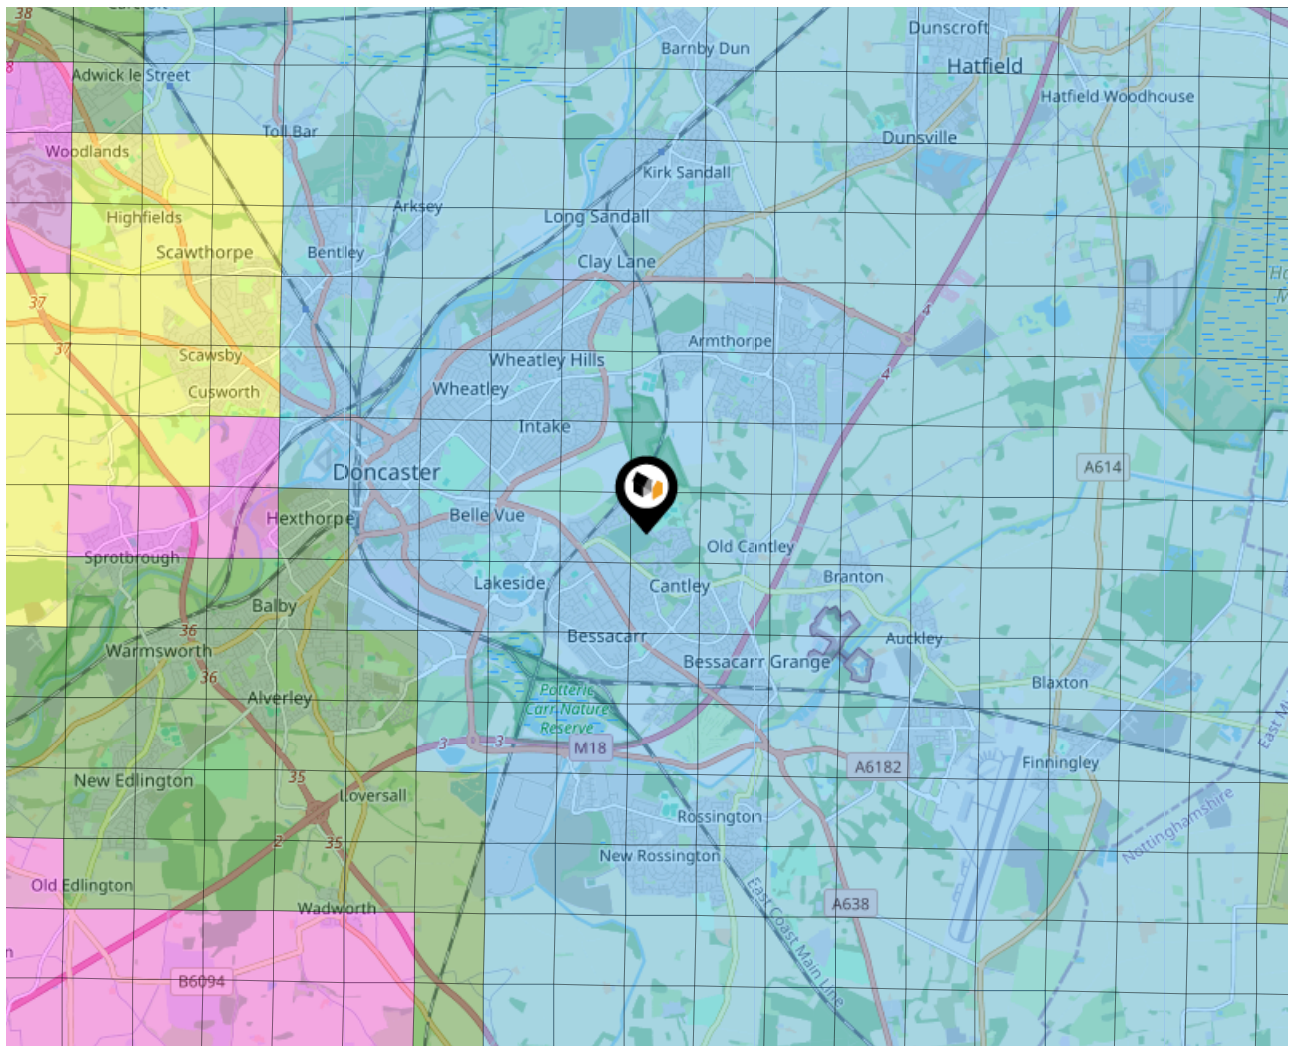 38
Dunscroft
Barnby Dun
Hatfield
8
Adwick le Street
Hatfield Woodhouse
Toll Bar
Dunsville
Woodlands
Kirk Sandall
Arksey
Highfields
Long Sandall
Scawthorpe
Bentley
Clay Lane
37
4
Armthorpe
37
Scawsby
Wheatley Hills
4
Cusworth
Wheatley
Intake
Doncaster
A614
Hexthorpe
Belle Vue
Old Cantley
Sprotbrough
Lakeside
Cantley
Branton
Balby
36
Bessacarr
Auckley
Warmsworth
Bessacarr Grange
36
Blaxton
Alverley
Potteric
Carr Nature
Reserve
East Mi
3
3
M18
A6182
Finningley
35
New Edlington
Loversall
Rossington
Nottinghamshire
2
35
New Rossington
Old Edlington
East Coast Main Line
A638
Wadworth
n
B6094